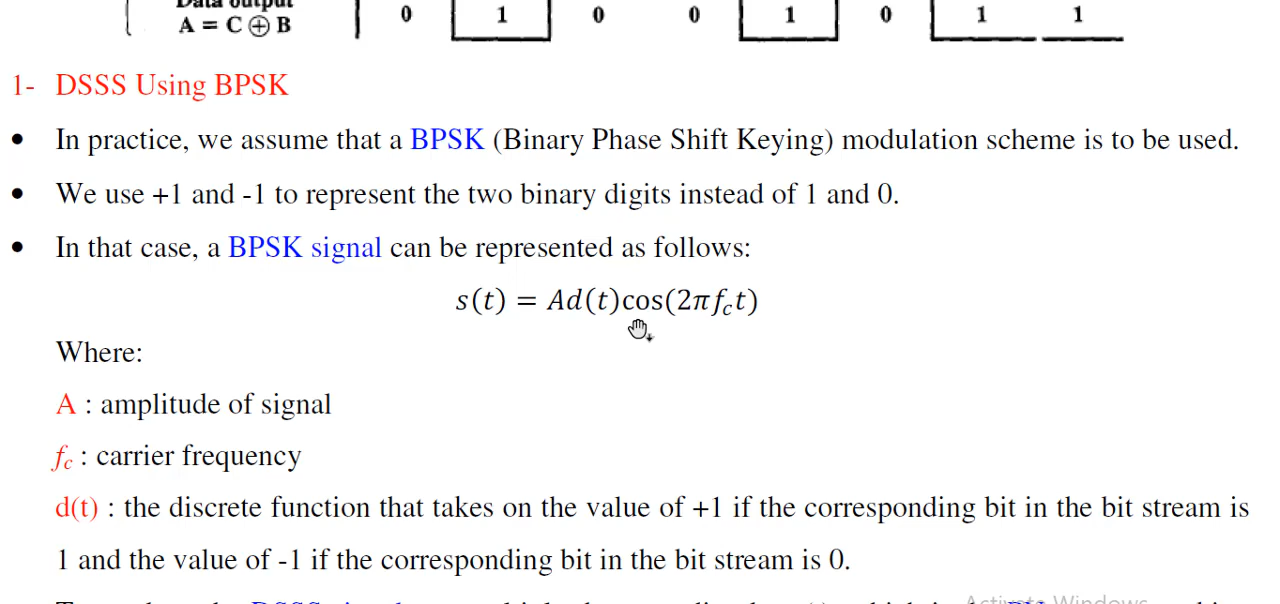 Data output
A = C ⊕ B 0 1 0 0 1 0 1 1
1- DSSS Using BPSK
• In practice, we assume that a BPSK (Binary Phase Shift Keying) modulation scheme is to be used.
• We use +1 and -1 to represent the two binary digits instead of 1 and 0.
• In that case, a BPSK signal can be represented as follows:
s(t) = Ad(t)cos(2πf_ct)
Where:
A : amplitude of signal
f_c : carrier frequency
d(t) : the discrete function that takes on the value of +1 if the corresponding bit in the bit stream is
1 and the value of -1 if the corresponding bit in the bit stream is 0.